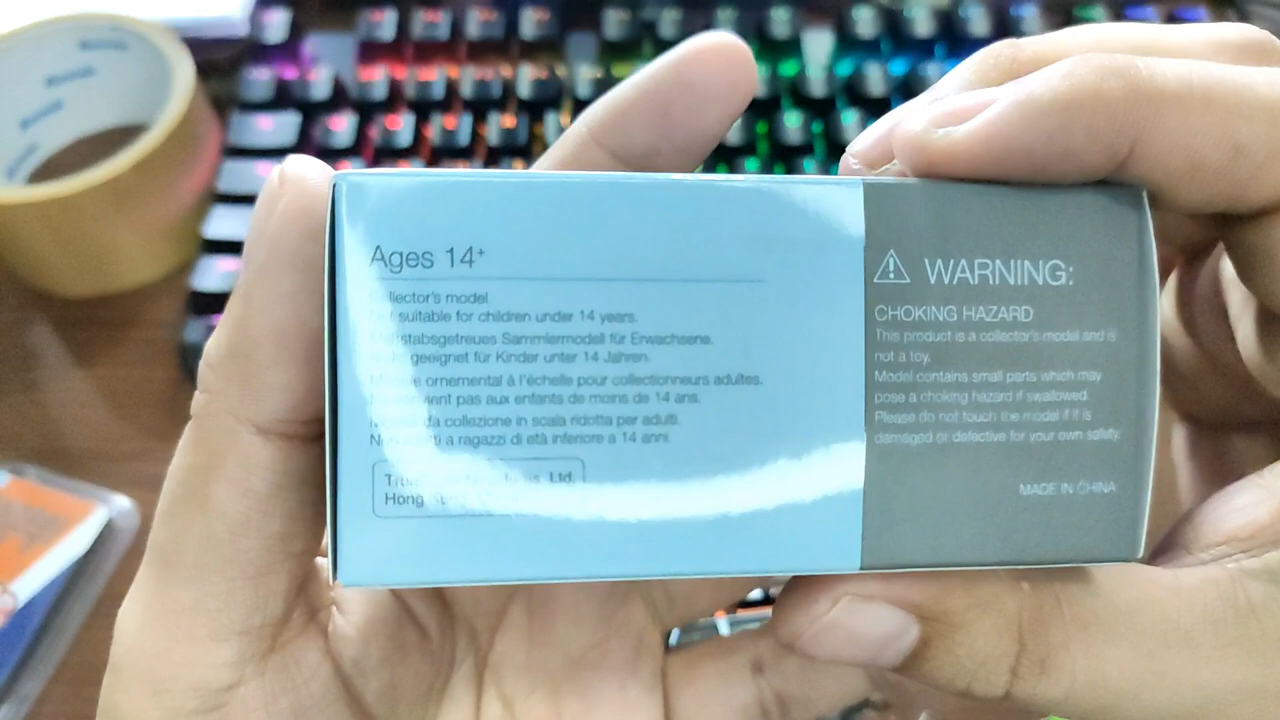 Ages 14+
llector's model
suitable for children under 14 years.
stabsgetreues Sammlermodell für Erwachsene.
geeignet für Kinder unter 14 Jahren.
ornemental à l'échelle pour collectionneurs adultes.
vient pas aux enfants de moins de 14 ans.
da collezione in scala ridotta per adulti.
a ragazzi di età inferiore a 14 anni.
Ltd.
Hong
WARNING:
CHOKING HAZARD
This product is a collector's model and is
not a toy.
Model contains small parts which may
pose a choking hazard if swallowed.
Please do not touch the model if it is
damaged or defective for your own safety.
MADE IN CHINA